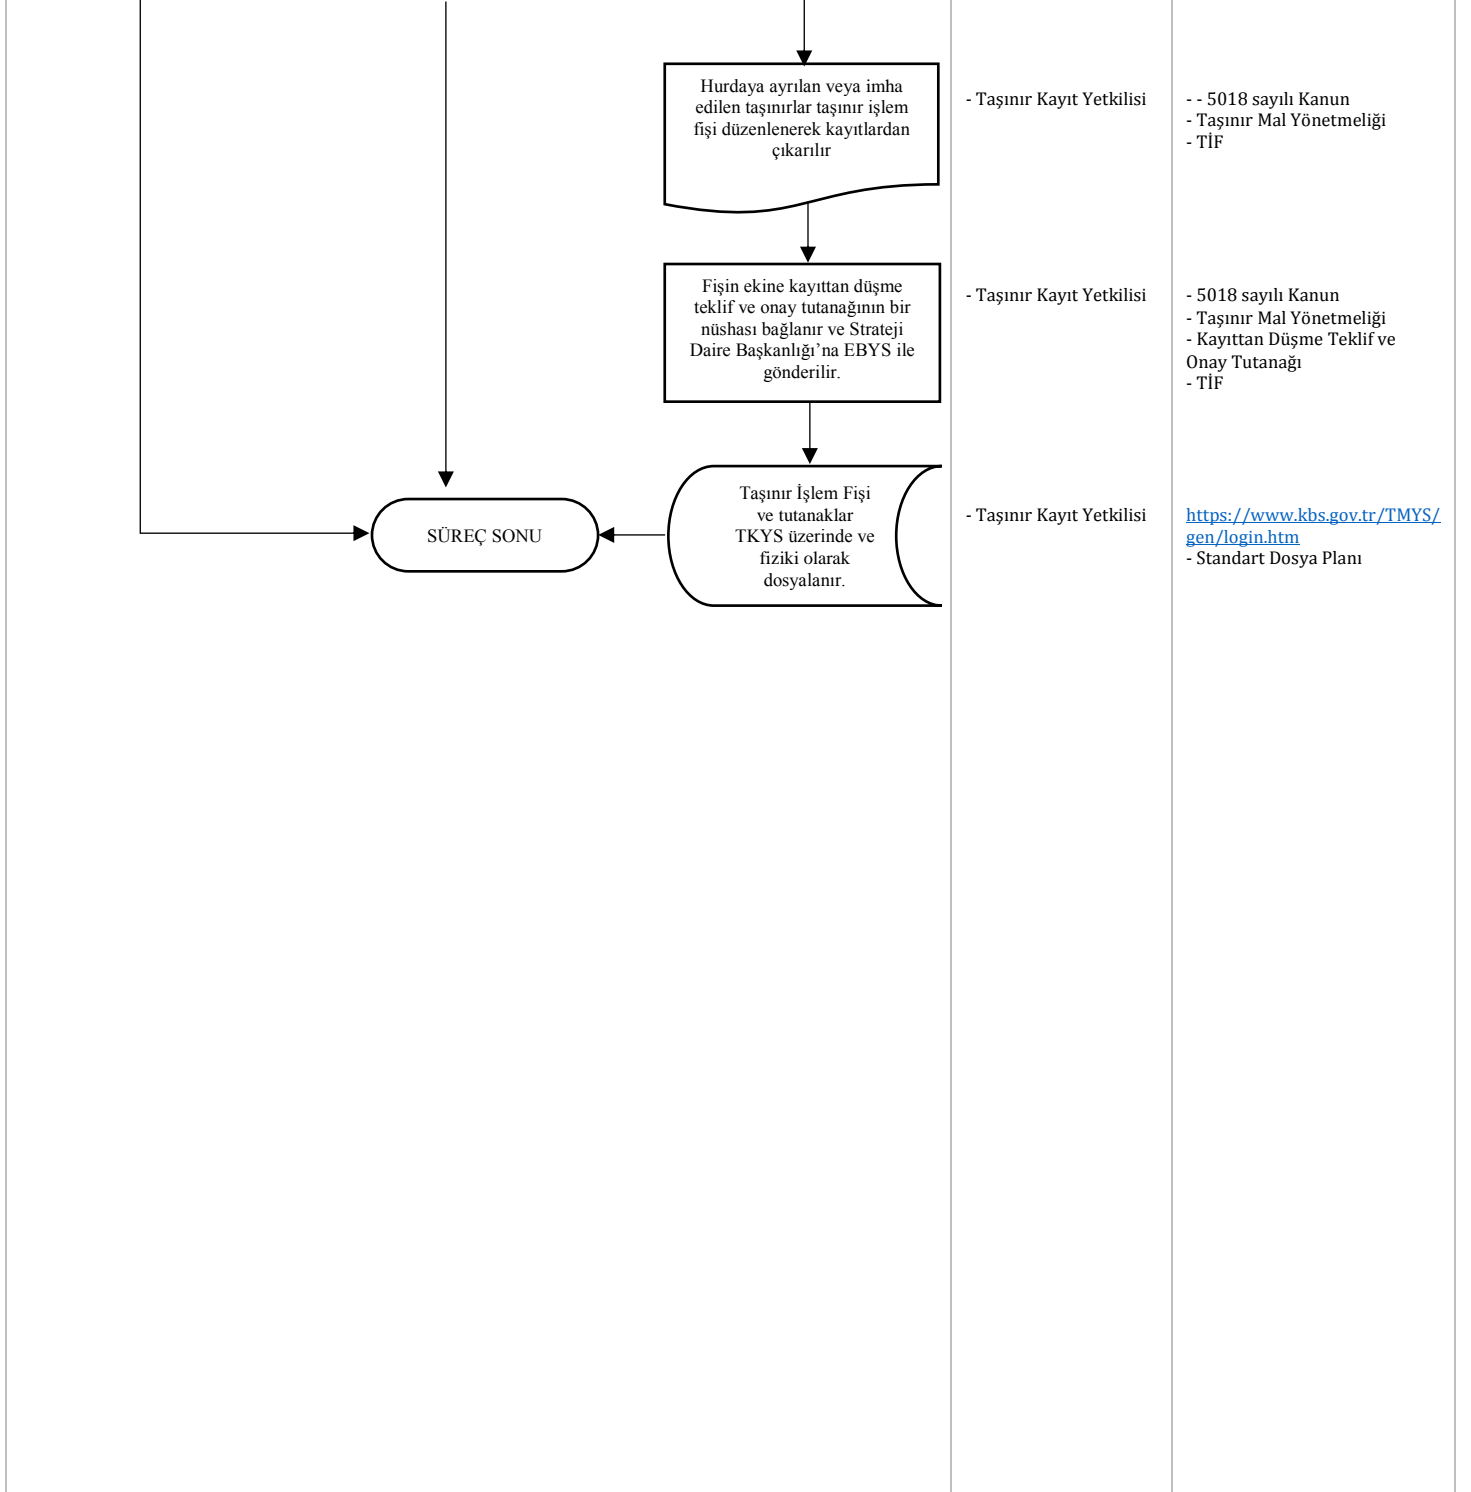 Hurdaya ayrılan veya imha
edilen taşınırlar taşınır işlem
fişi düzenlenerek kayıtlardan
çıkarılır
- Taşınır Kayıt Yetkilisi
- - 5018 sayılı Kanun
- Taşınır Mal Yönetmeliği
- TİF
Fişin ekine kayıttan düşme
teklif ve onay tutanağının bir
nüshası bağlanır ve Strateji
Daire Başkanlığı’na EBYS ile
gönderilir.
- Taşınır Kayıt Yetkilisi
- 5018 sayılı Kanun
- Taşınır Mal Yönetmeliği
- Kayıttan Düşme Teklif ve
Onay Tutanağı
- TİF
SÜREÇ SONU
Taşınır İşlem Fişi
ve tutanaklar
TKYS üzerinde ve
fiziki olarak
dosyalanır.
- Taşınır Kayıt Yetkilisi
https://www.kbs.gov.tr/TMYS/
gen/login.htm
- Standart Dosya Planı